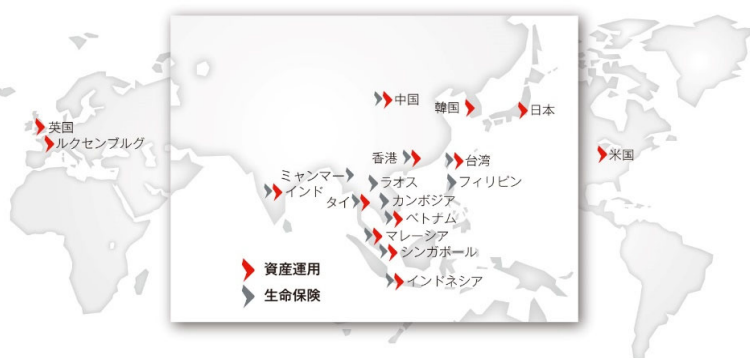 英国
ルクセンブルグ
中国
韓国
日本
香港
台湾
米国
ミャンマー
ラオス
フィリピン
インド
タイ
カンボジア
ベトナム
マレーシア
シンガポール
インドネシア
資産運用
生命保険